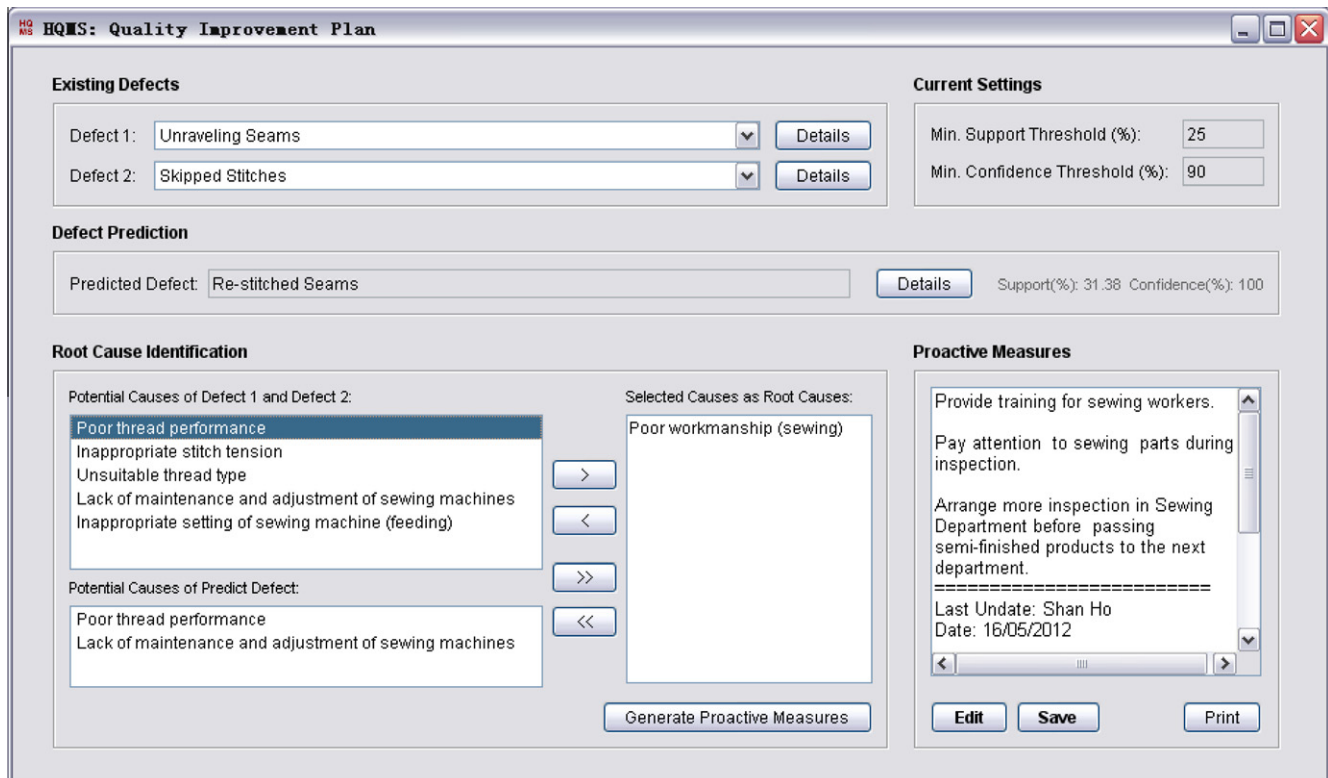 HQ MS HQMS: Quality Improvement Plan
Existing Defects
Defect 1: Unraveling Seams Details
Defect 2: Skipped Stitches Details
Current Settings
Min. Support Threshold (%): 25
Min. Confidence Threshold (%): 90
Defect Prediction
Predicted Defect: Re-stitched Seams Details Support(%): 31.38 Confidence(%): 100
Root Cause Identification
Potential Causes of Defect 1 and Defect 2:
Poor thread performance
Inappropriate stitch tension
Unsuitable thread type
Lack of maintenance and adjustment of sewing machines
Inappropriate setting of sewing machine (feeding)
Potential Causes of Predict Defect:
Poor thread performance
Lack of maintenance and adjustment of sewing machines
>
<
>>
<<
Selected Causes as Root Causes:
Poor workmanship (sewing)
Generate Proactive Measures
Proactive Measures
Provide training for sewing workers.
Pay attention to sewing parts during
inspection.
Arrange more inspection in Sewing
Department before passing
semi-finished products to the next
department.
=========================
Last Undate: Shan Ho
Date: 16/05/2012
Edit Save Print